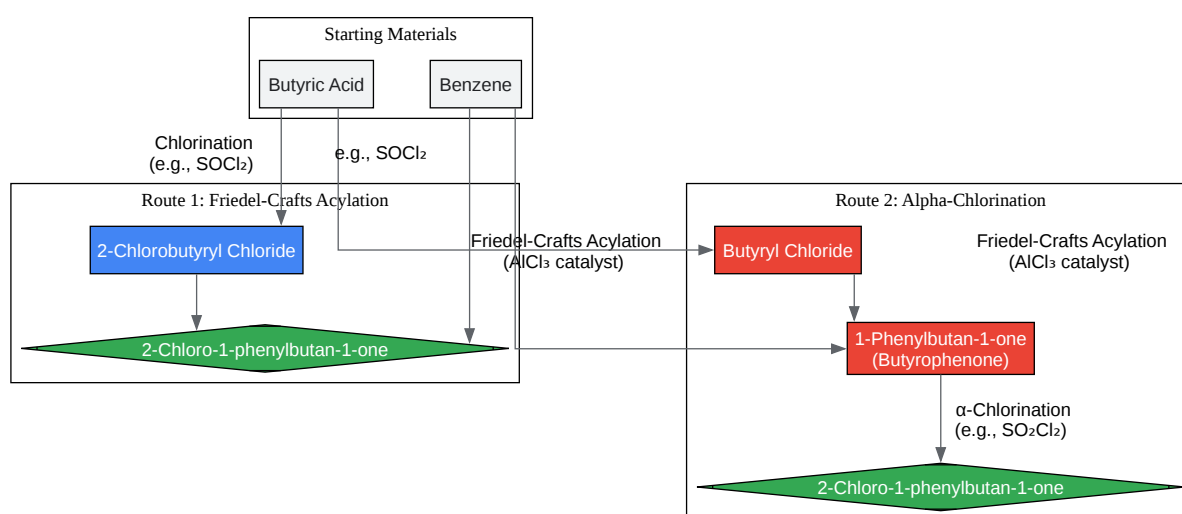 Starting Materials
Butyric Acid
Benzene
Chlorination
(e.g., SOCl₂)
e.g., SOCl₂
Route 1: Friedel-Crafts Acylation
2-Chlorobutyryl Chloride
Friedel-Crafts Acylation
(AlCl₃ catalyst)
2-Chloro-1-phenylbutan-1-one
Route 2: Alpha-Chlorination
Butyryl Chloride
Friedel-Crafts Acylation
(AlCl₃ catalyst)
1-Phenylbutan-1-one
(Butyrophenone)
α-Chlorination
(e.g., SO₂Cl₂)
2-Chloro-1-phenylbutan-1-one